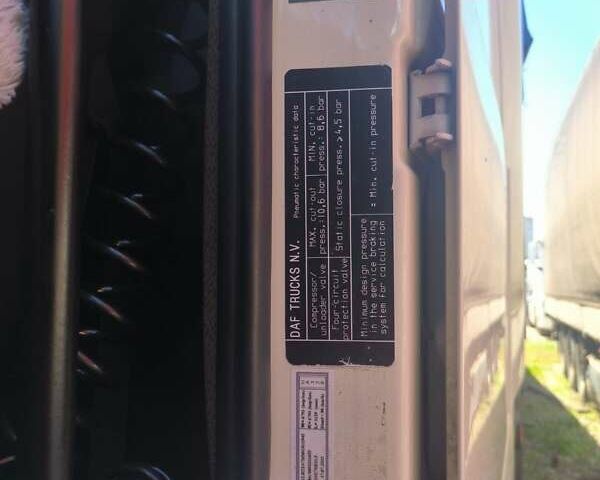 DAF TRUCKS N.V. Pneumatic characteristic data
Compressor/ MAX. cut-out MIN. cut-in
unloader valve press.:10,6 bar press.: 8,6 bar
Four-circuit Static closure press. > 4,5 bar
protection valve
Minimum design pressure
in the service braking = Min. cut-in pressure
system for calculation